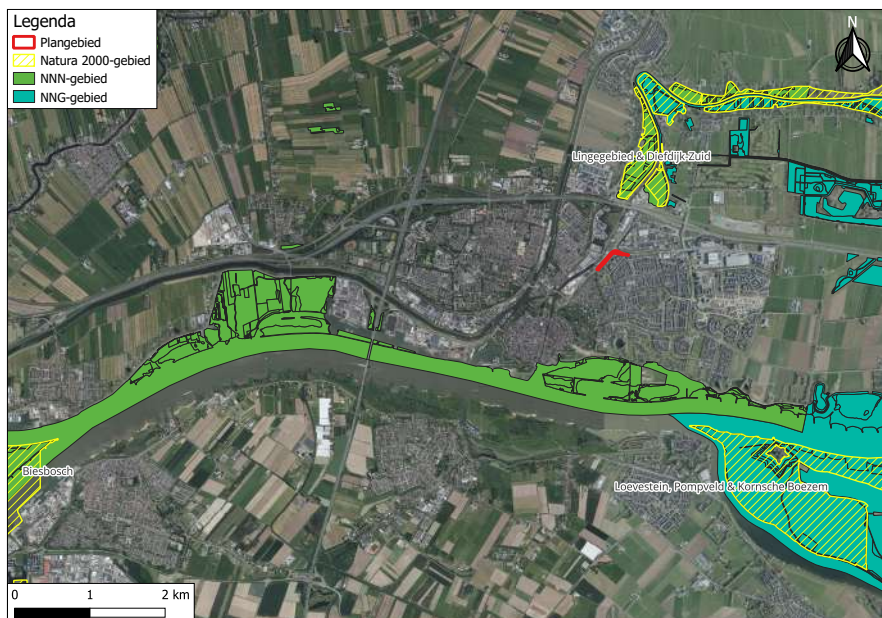 Legenda
Plangebied
Natura 2000-gebied
NNN-gebied
NNG-gebied
N
Lingegebied & Diefdijk-Zuid
Biesbosch
Loevestein, Pompveld & Kornsche Boezem
0 1 2 km